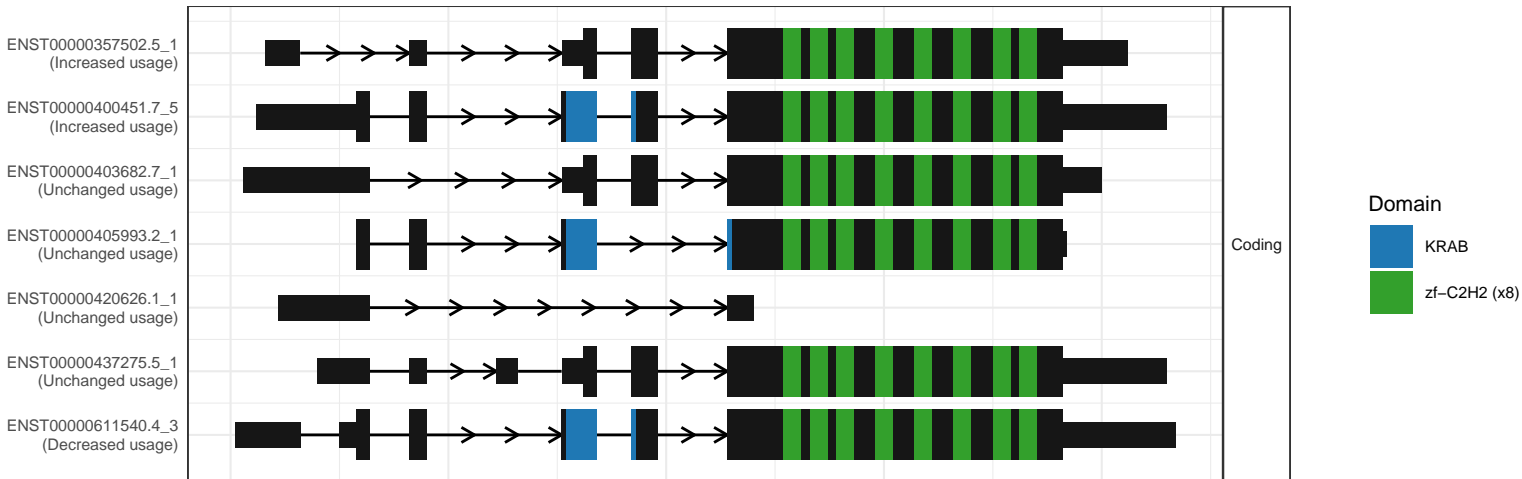 ENST00000357502.5_1
(Increased usage)
ENST00000400451.7_5
(Increased usage)
ENST00000403682.7_1
(Unchanged usage)
ENST00000405993.2_1
(Unchanged usage)
ENST00000420626.1_1
(Unchanged usage)
ENST00000437275.5_1
(Unchanged usage)
ENST00000611540.4_3
(Decreased usage)
Coding
Domain
KRAB
zf−C2H2 (x8)